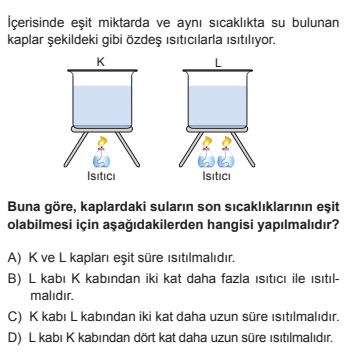 İçerisinde eşit miktarda ve aynı sıcaklıkta su bulunan
kaplar şekildeki gibi özdeş ısıtıcılarla ısıtılıyor.
K L
Isıtıcı Isıtıcı
Buna göre, kaplardaki suların son sıcaklıklarının eşit
olabilmesi için aşağıdakilerden hangisi yapılmalıdır?
A) K ve L kapları eşit süre ısıtılmalıdır.
B) L kabı K kabından iki kat daha fazla ısıtıcı ile ısıtıl-
malıdır.
C) K kabı L kabından iki kat daha uzun süre ısıtılmalıdır.
D) L kabı K kabından dört kat daha uzun süre ısıtılmalıdır.